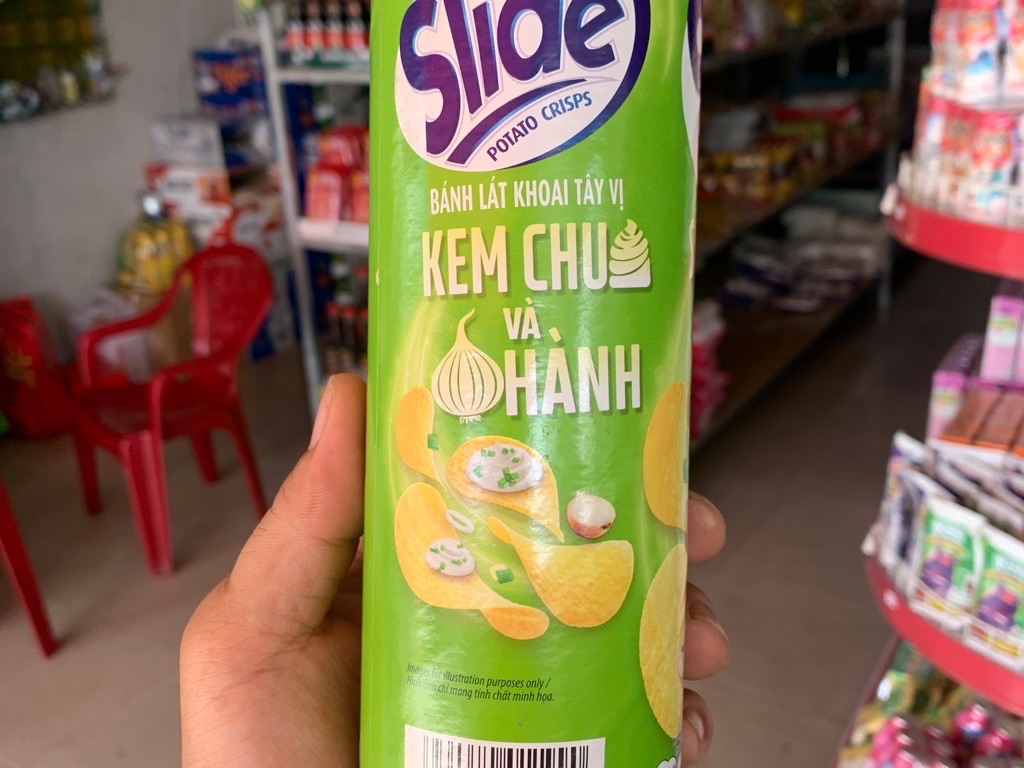 Slide
POTATO CRISPS
BÁNH LÁT KHOAI TÂY VỊ
KEM CHUA
VÀ
HÀNH
Images for illustration purposes only /
Hình ảnh chỉ mang tính chất minh họa.